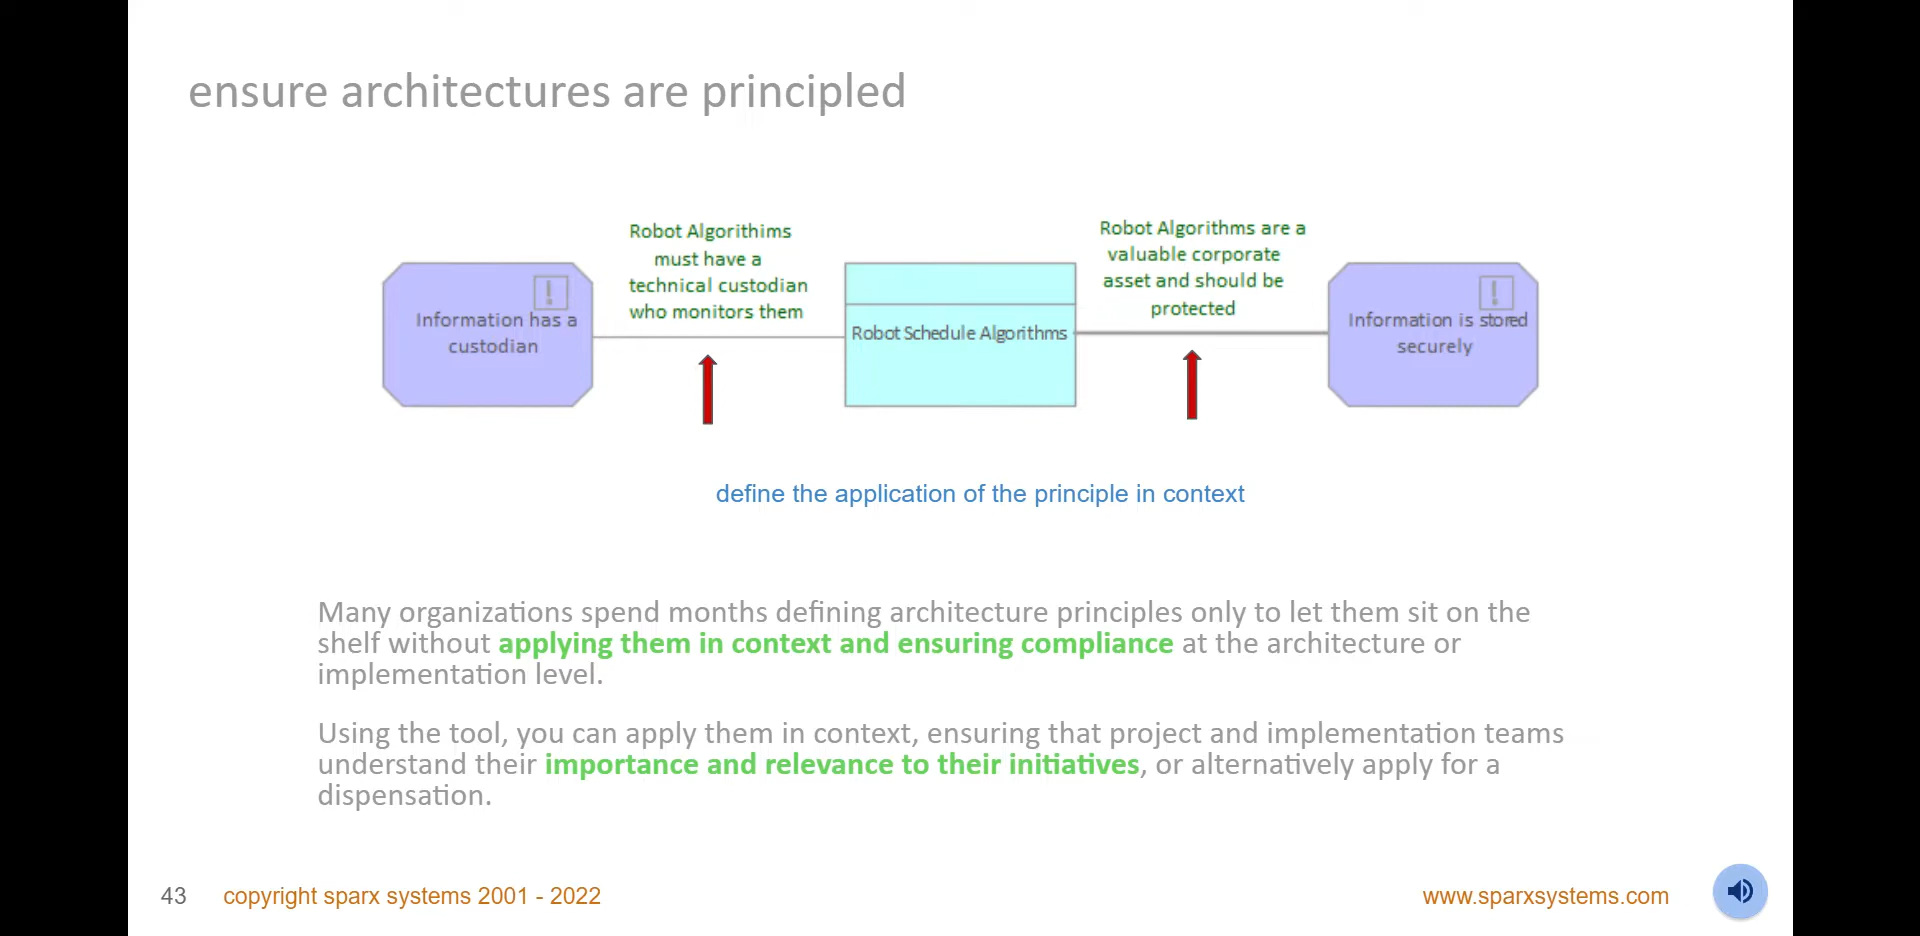 ensure architectures are principled
Robot Algorithims
must have a
technical custodian
who monitors them
Robot Algorithms are a
valuable corporate
asset and should be
protected
!
Information has a
custodian
Robot Schedule Algorithms
!
Information is stored
securely
define the application of the principle in context
Many organizations spend months defining architecture principles only to let them sit on the
shelf without applying them in context and ensuring compliance at the architecture or
implementation level.
Using the tool, you can apply them in context, ensuring that project and implementation teams
understand their importance and relevance to their initiatives, or alternatively apply for a
dispensation.
43 copyright sparx systems 2001 - 2022
www.sparxsystems.com